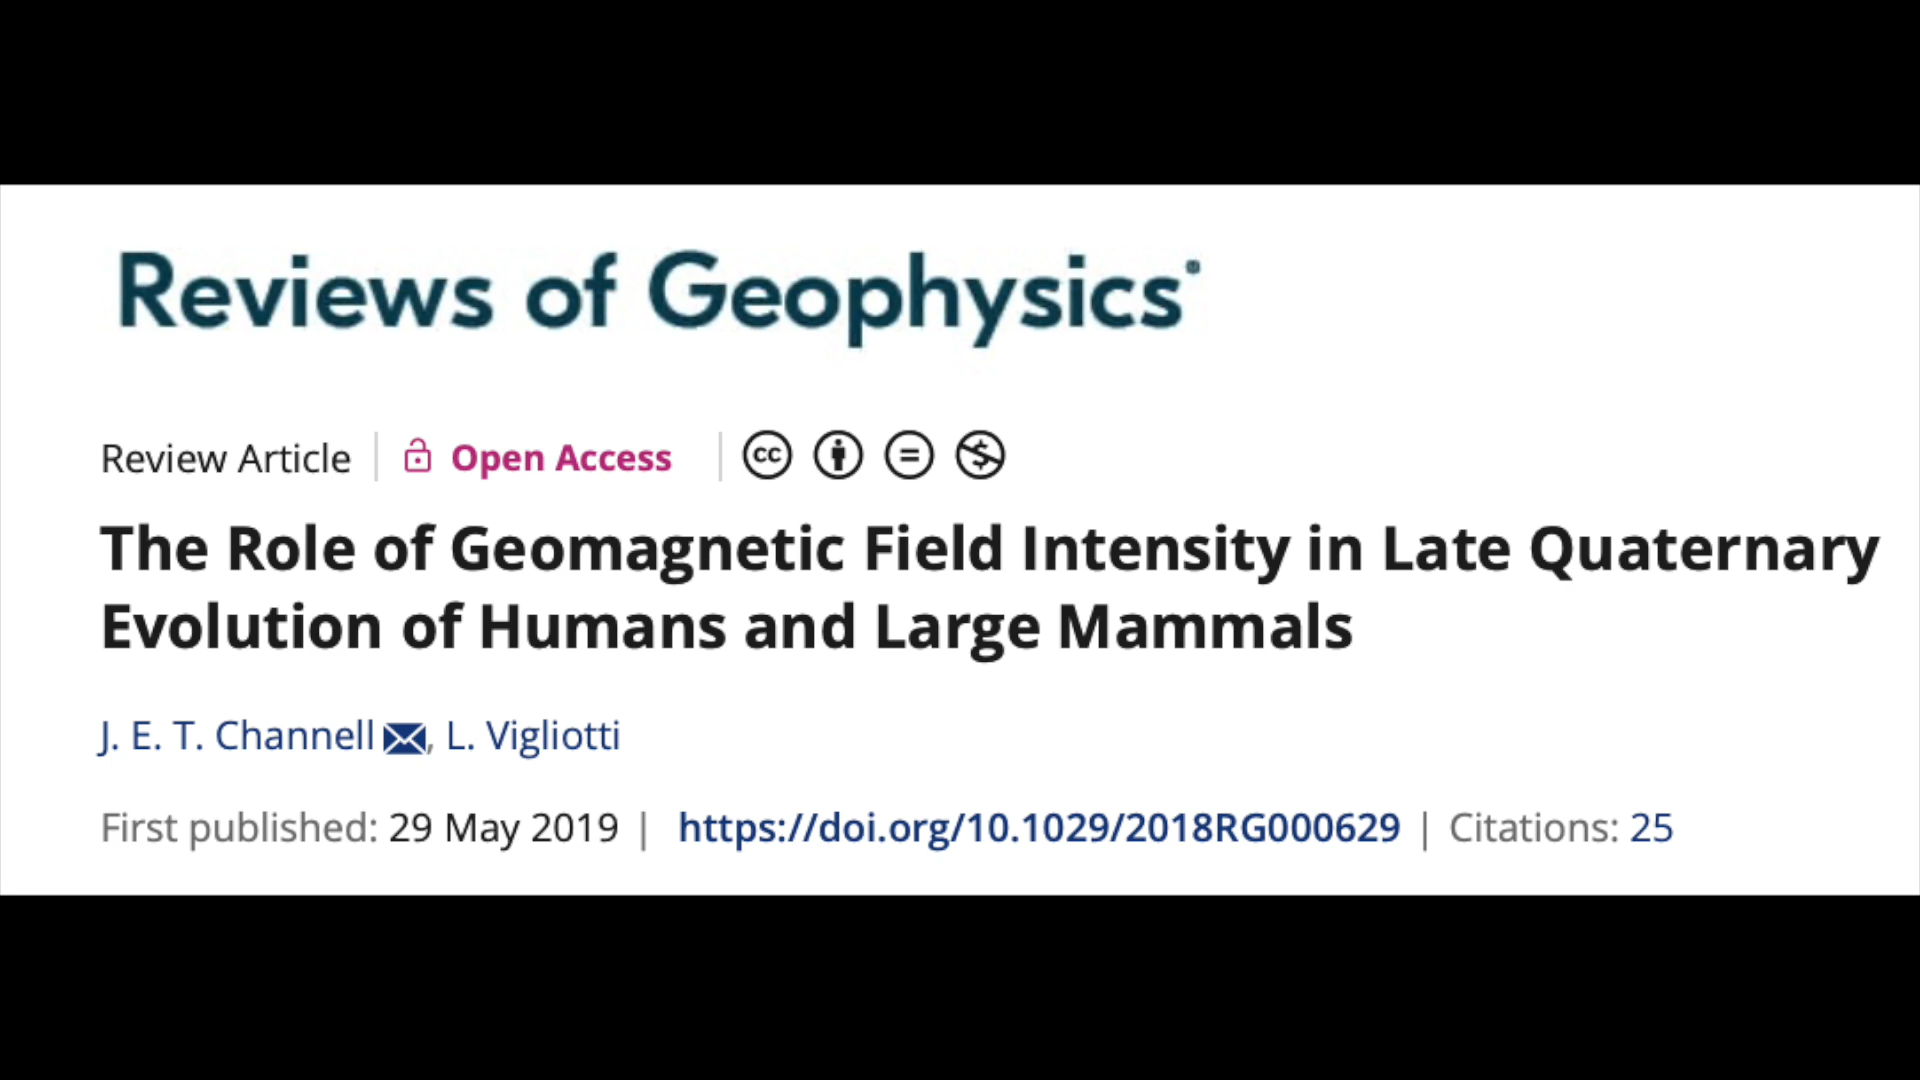 Reviews of Geophysics®
Review Article | Open Access | cc
The Role of Geomagnetic Field Intensity in Late Quaternary
Evolution of Humans and Large Mammals
J. E. T. Channell, L. Vigliotti
First published: 29 May 2019 | https://doi.org/10.1029/2018RG000629 | Citations: 25